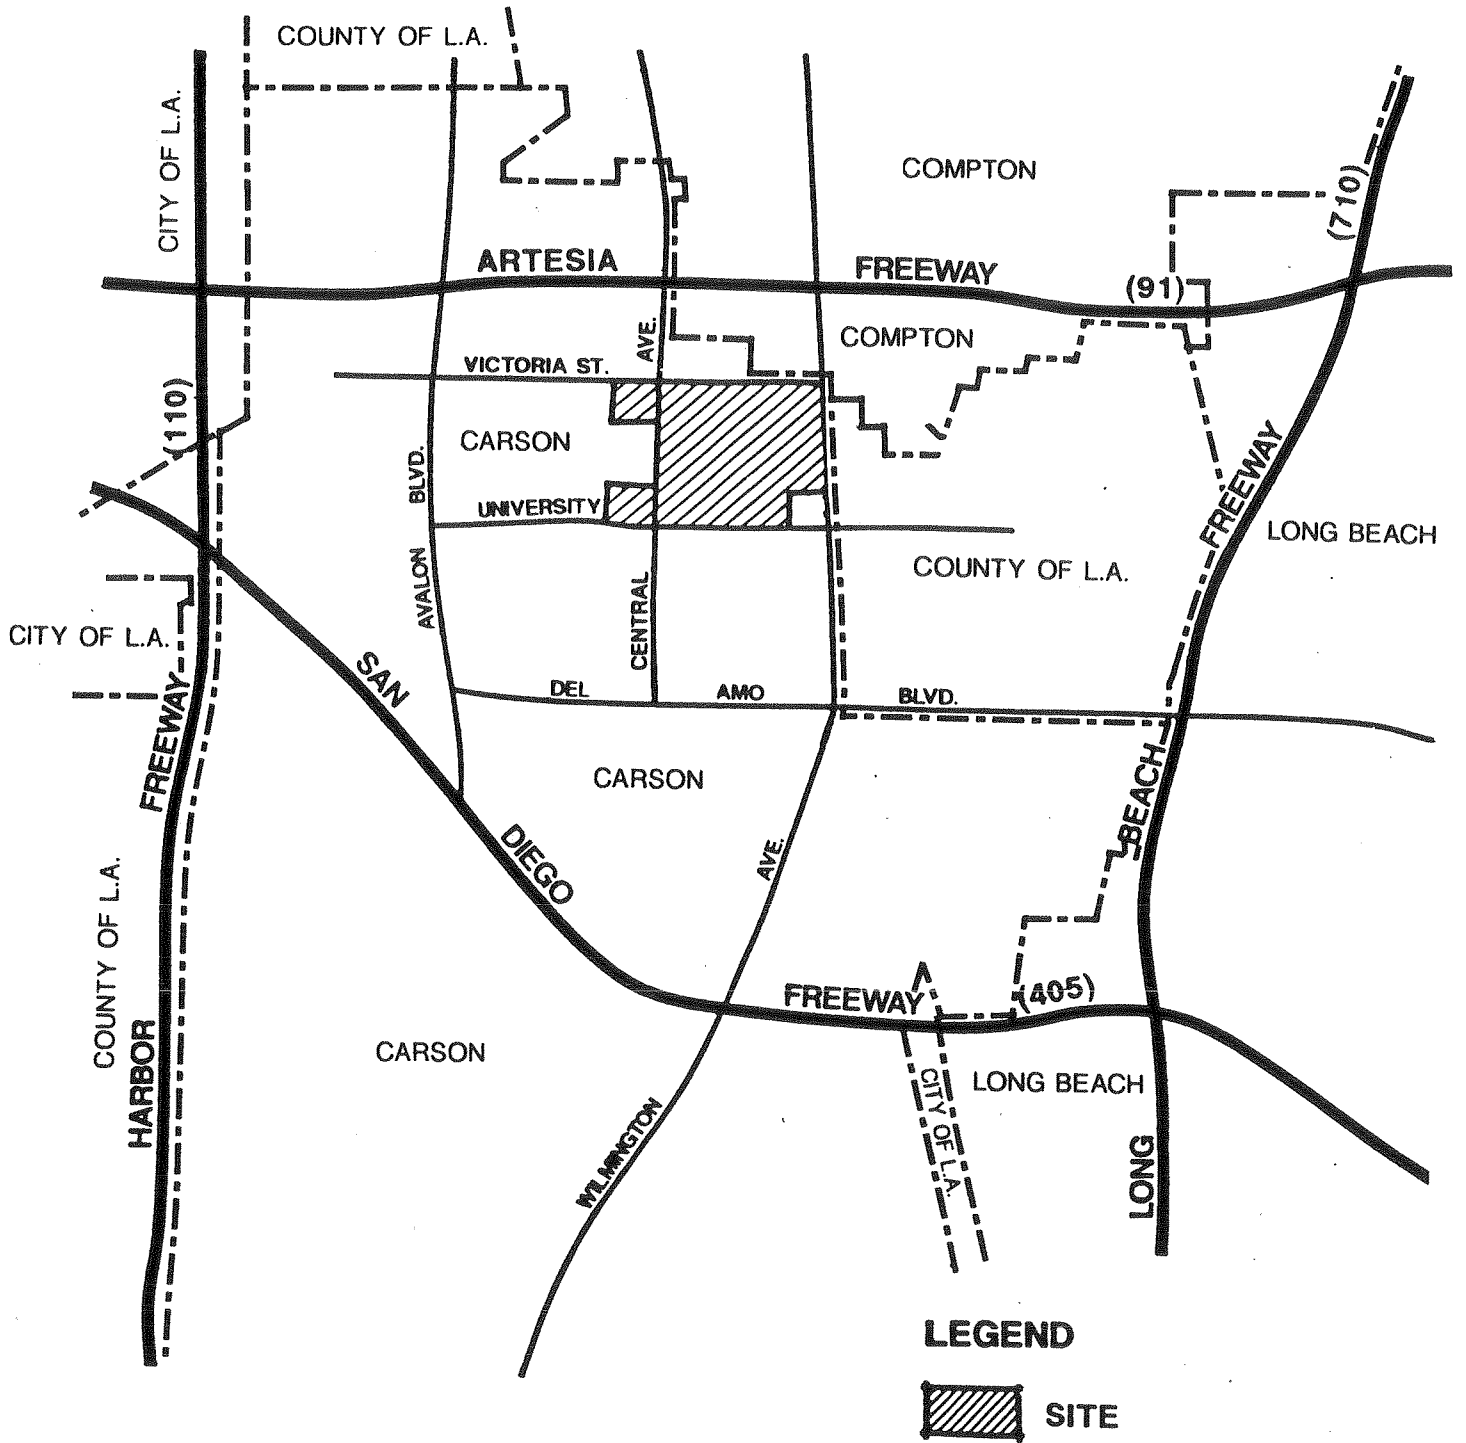 COUNTY OF L.A.
CITY OF L.A.
COMPTON
(710)
ARTESIA FREEWAY
(91)
COMPTON
AVE.
VICTORIA ST.
(110)
CARSON
BLVD.
UNIVERSITY
FREEWAY
LONG BEACH
COUNTY OF L.A.
AVALON
CENTRAL
CITY OF L.A.
SAN
DEL AMO BLVD.
FREEWAY
CARSON
BEACH
DIEGO
AVE.
COUNTY OF L.A.
FREEWAY (405)
HARBOR
CARSON
LONG BEACH
CITY OF L.A.
WILMINGTON
LONG
LEGEND
SITE